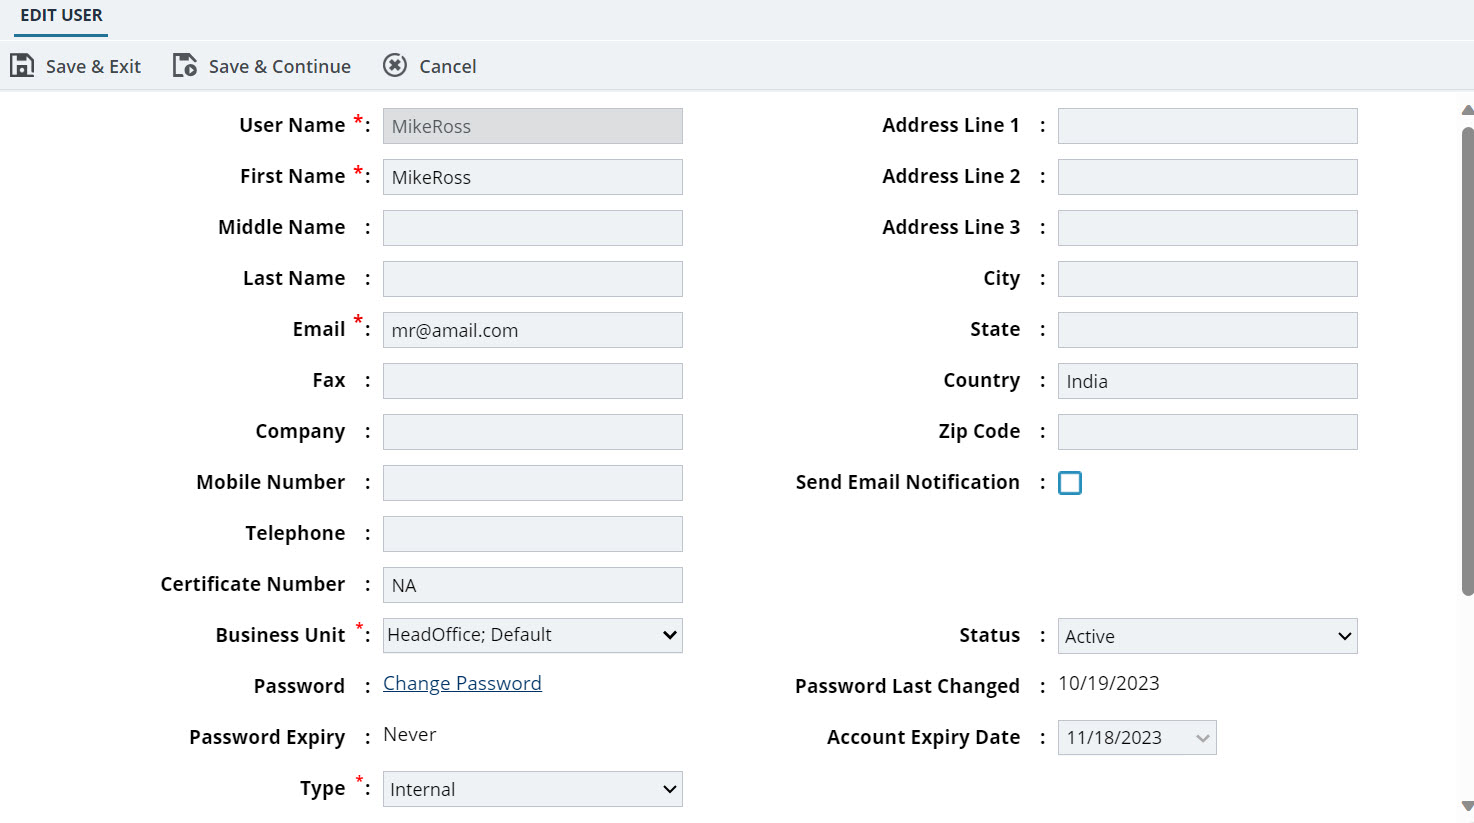 EDIT USER
Save & Exit Save & Continue Cancel
User Name *: MikeRoss Address Line 1 :
First Name *: MikeRoss Address Line 2 :
Middle Name : Address Line 3 :
Last Name : City :
Email *: mr@amail.com State :
Fax : Country : India
Company : Zip Code :
Mobile Number : Send Email Notification :
Telephone :
Certificate Number : NA
Business Unit *: HeadOffice; Default Status : Active
Password : Change Password Password Last Changed : 10/19/2023
Password Expiry : Never Account Expiry Date : 11/18/2023
Type *: Internal